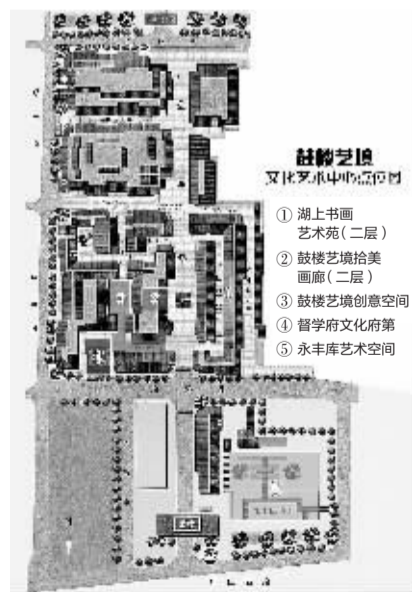 鼓楼艺境
文化艺术中心点位图
① 湖上书画
艺术苑（二层）
② 鼓楼艺境拾美
画廊（二层）
③ 鼓楼艺境创意空间
④ 督学府文化府第
⑤ 永丰库艺术空间